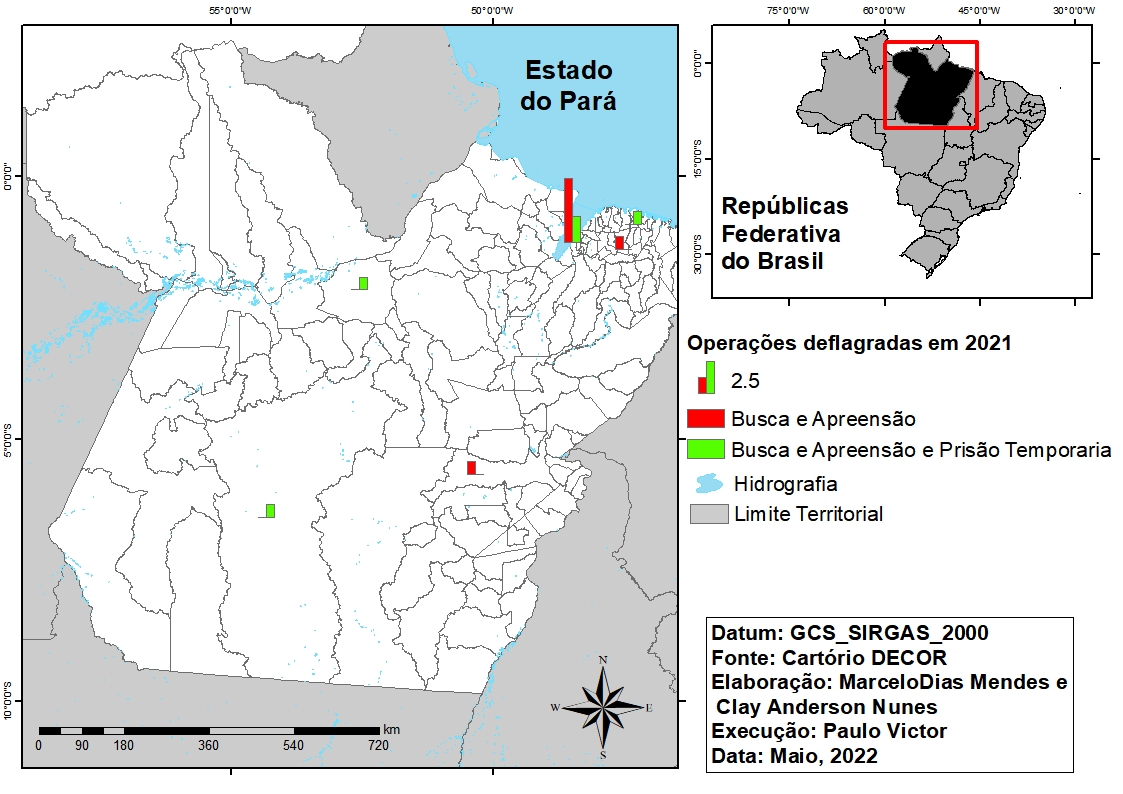 55°0'0"W
50°0'0"W
0°0'0"
5°0'0"S
10°0'0"S
Estado
do Pará
N
W
E
S
km
0
90
180
360
540
720
75°0'0"W
60°0'0"W
45°0'0"W
30°0'0"W
0°0'0"
15°0'0"S
30°0'0"S
Repúblicas
Federativa
do Brasil
Operações deflagradas em 2021
2.5
Busca e Apreensão
Busca e Apreensão e Prisão Temporaria
Hidrografia
Limite Territorial
Datum: GCS_SIRGAS_2000
Fonte: Cartório DECOR
Elaboração: MarceloDias Mendes e
Clay Anderson Nunes
Execução: Paulo Victor
Data: Maio, 2022